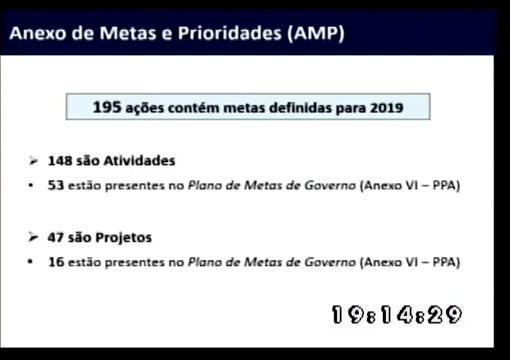 Anexo de Metas e Prioridades (AMP)
195 ações contém metas definidas para 2019
➢ 148 são Atividades
• 53 estão presentes no Plano de Metas de Governo (Anexo VI – PPA)
➢ 47 são Projetos
• 16 estão presentes no Plano de Metas de Governo (Anexo VI – PPA)
19:14:29